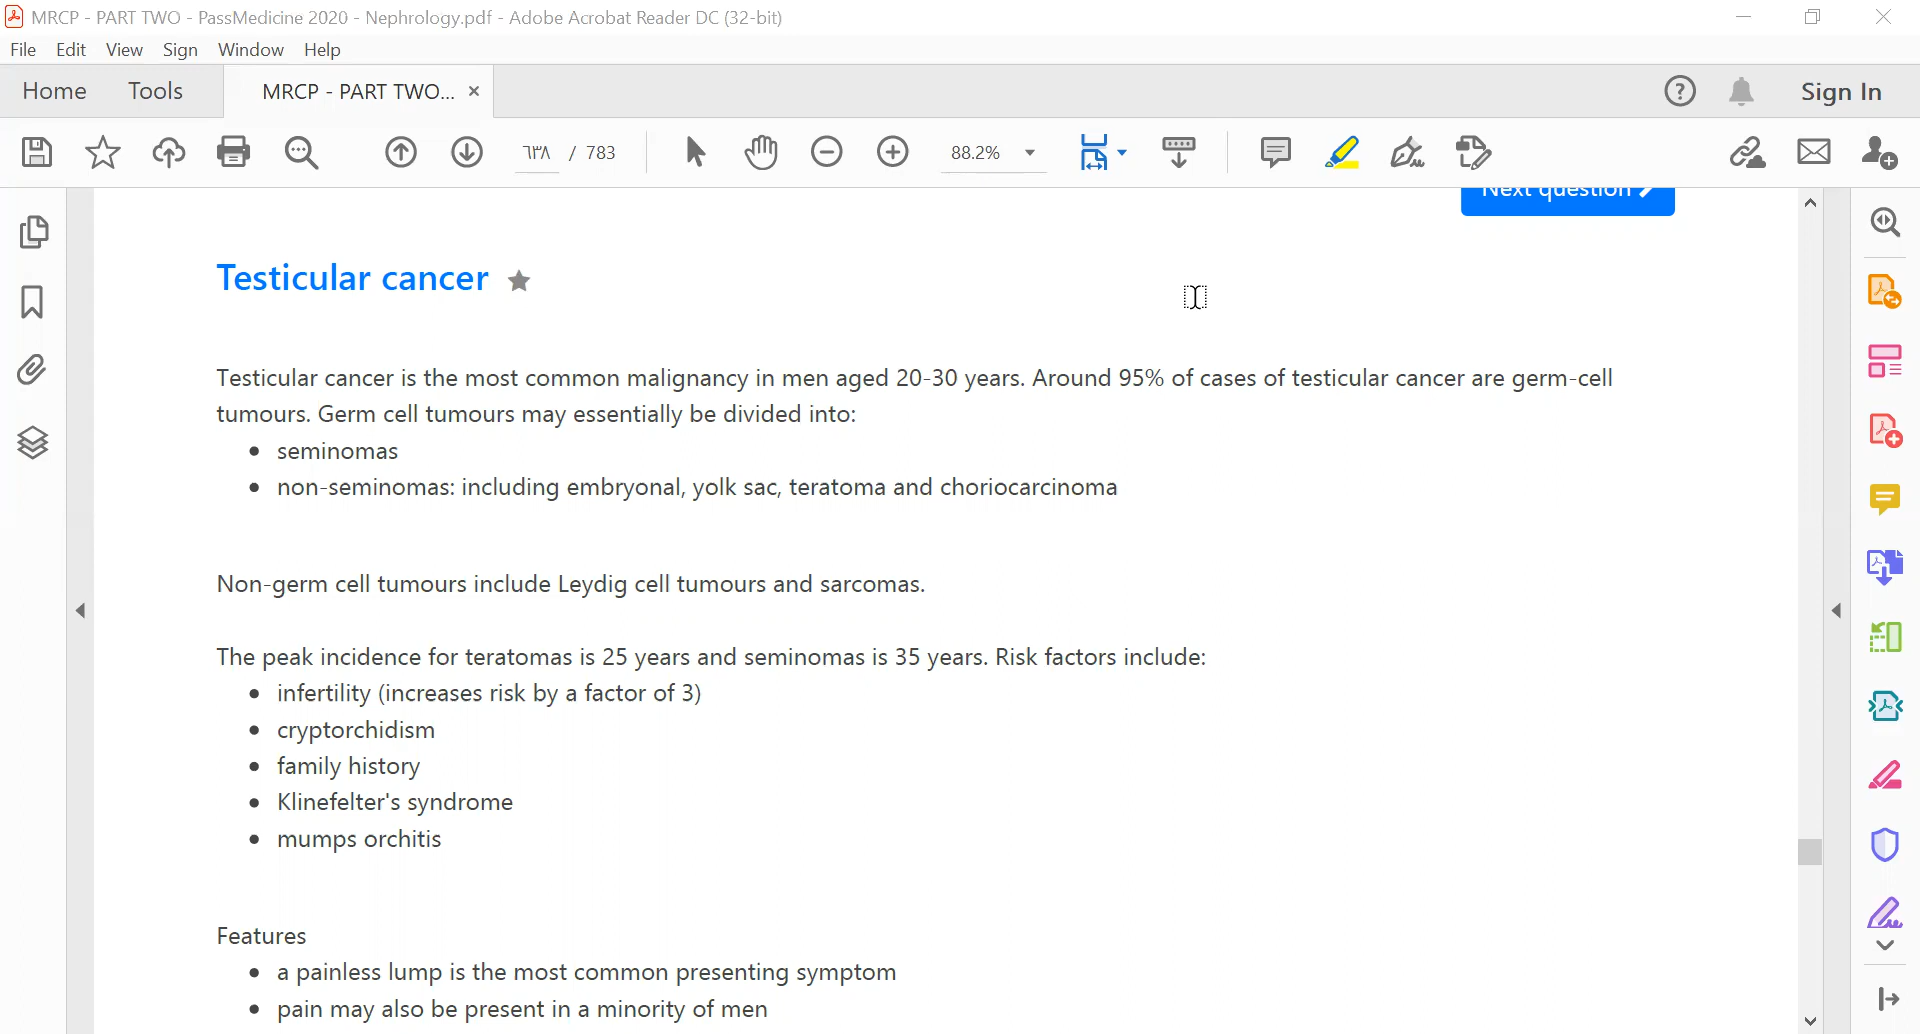 MRCP - PART TWO - PassMedicine 2020 - Nephrology.pdf - Adobe Acrobat Reader DC (32-bit)
File Edit View Sign Window Help
Home Tools MRCP - PART TWO... × Sign In
٦٣٨ / 783 88.2%
Next question
Testicular cancer
Testicular cancer is the most common malignancy in men aged 20-30 years. Around 95% of cases of testicular cancer are germ-cell
tumours. Germ cell tumours may essentially be divided into:
• seminomas
• non-seminomas: including embryonal, yolk sac, teratoma and choriocarcinoma
Non-germ cell tumours include Leydig cell tumours and sarcomas.
The peak incidence for teratomas is 25 years and seminomas is 35 years. Risk factors include:
• infertility (increases risk by a factor of 3)
• cryptorchidism
• family history
• Klinefelter's syndrome
• mumps orchitis
Features
• a painless lump is the most common presenting symptom
• pain may also be present in a minority of men